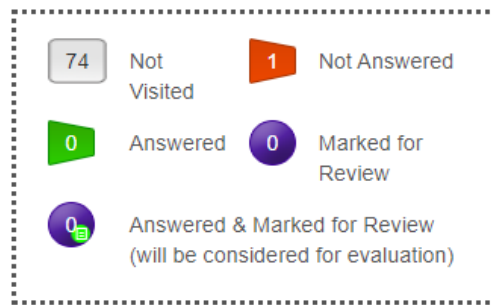 74 Not Visited
1 Not Answered
0 Answered
0 Marked for Review
0 Answered & Marked for Review
(will be considered for evaluation)